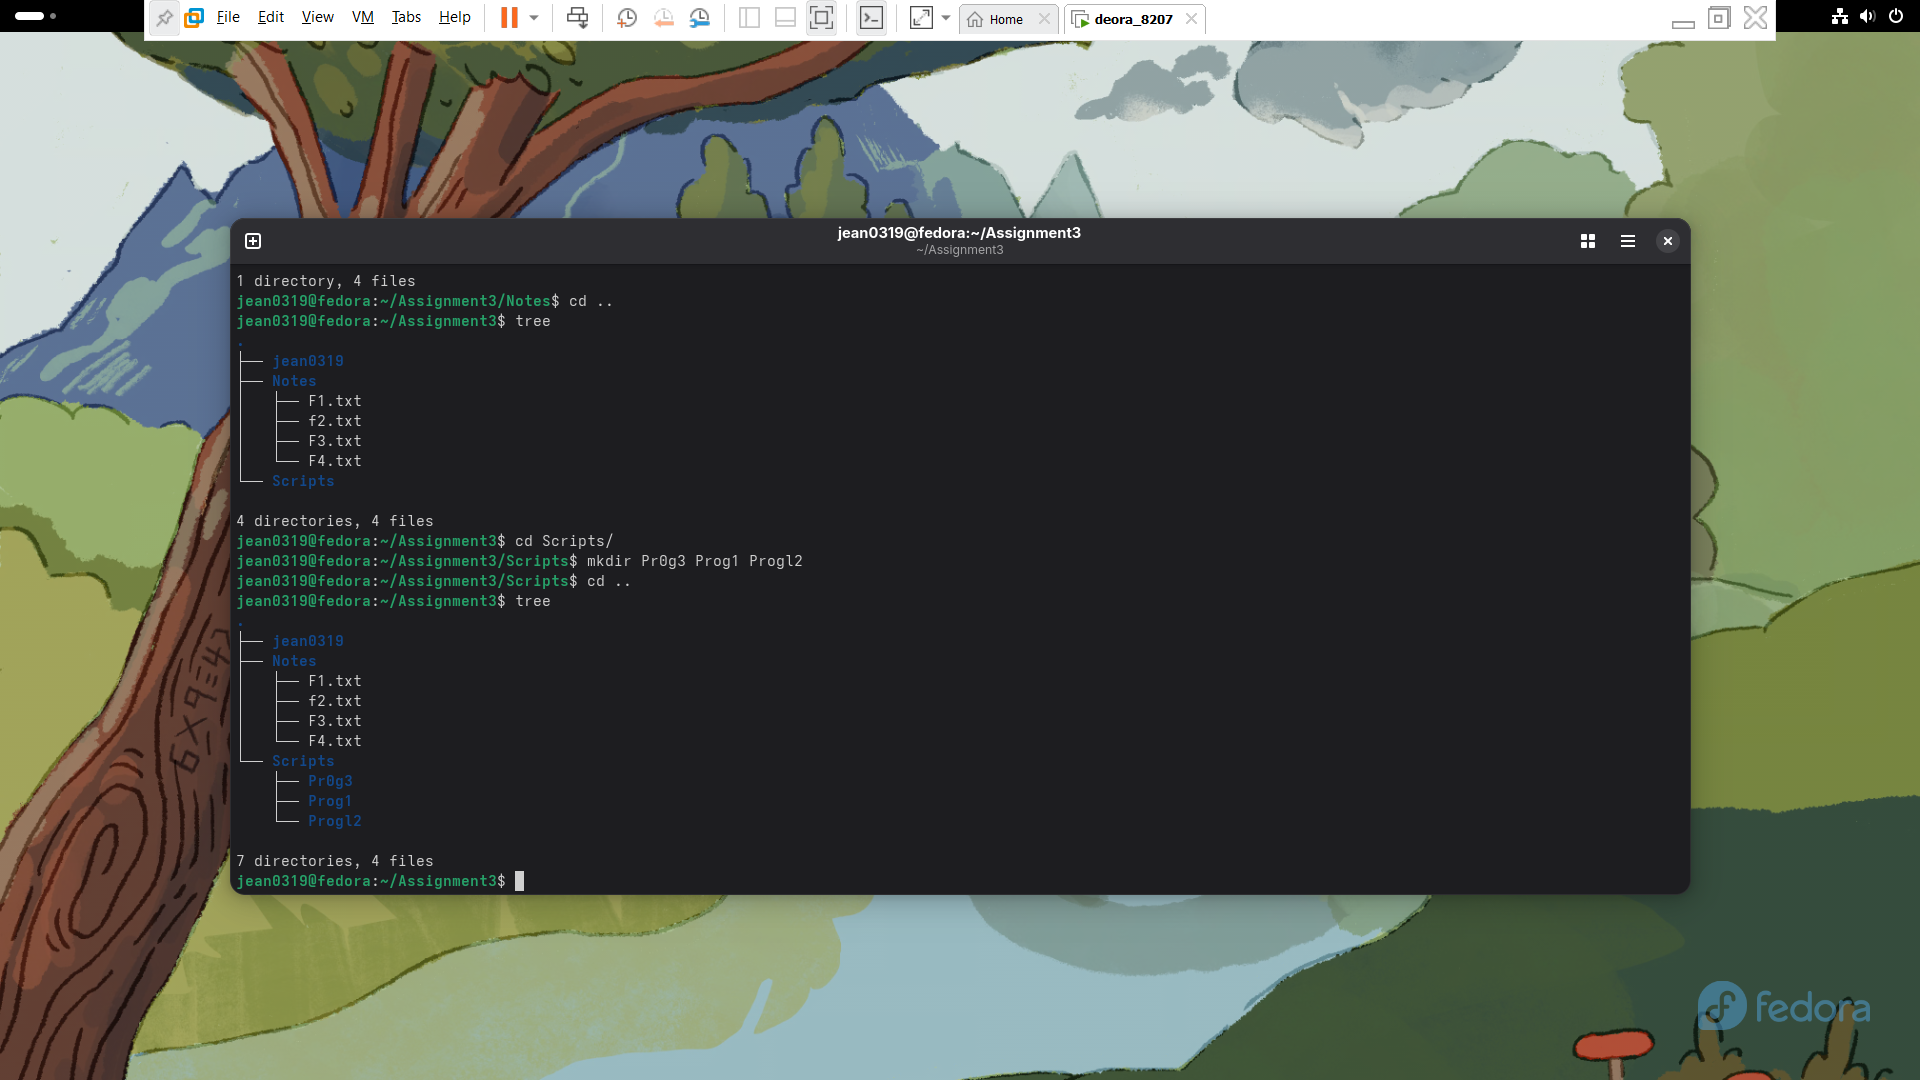 File Edit View VM Tabs Help Home deora_8207
jean0319@fedora:~/Assignment3
~/Assignment3
1 directory, 4 files
jean0319@fedora:~/Assignment3/Notes$ cd ..
jean0319@fedora:~/Assignment3$ tree
.
├── jean0319
├── Notes
│   ├── F1.txt
│   ├── f2.txt
│   ├── F3.txt
│   └── F4.txt
└── Scripts
4 directories, 4 files
jean0319@fedora:~/Assignment3$ cd Scripts/
jean0319@fedora:~/Assignment3/Scripts$ mkdir Pr0g3 Prog1 Progl2
jean0319@fedora:~/Assignment3/Scripts$ cd ..
jean0319@fedora:~/Assignment3$ tree
.
├── jean0319
├── Notes
│   ├── F1.txt
│   ├── f2.txt
│   ├── F3.txt
│   └── F4.txt
└── Scripts
    ├── Pr0g3
    ├── Prog1
    └── Progl2
7 directories, 4 files
jean0319@fedora:~/Assignment3$
6×9=42
fedora